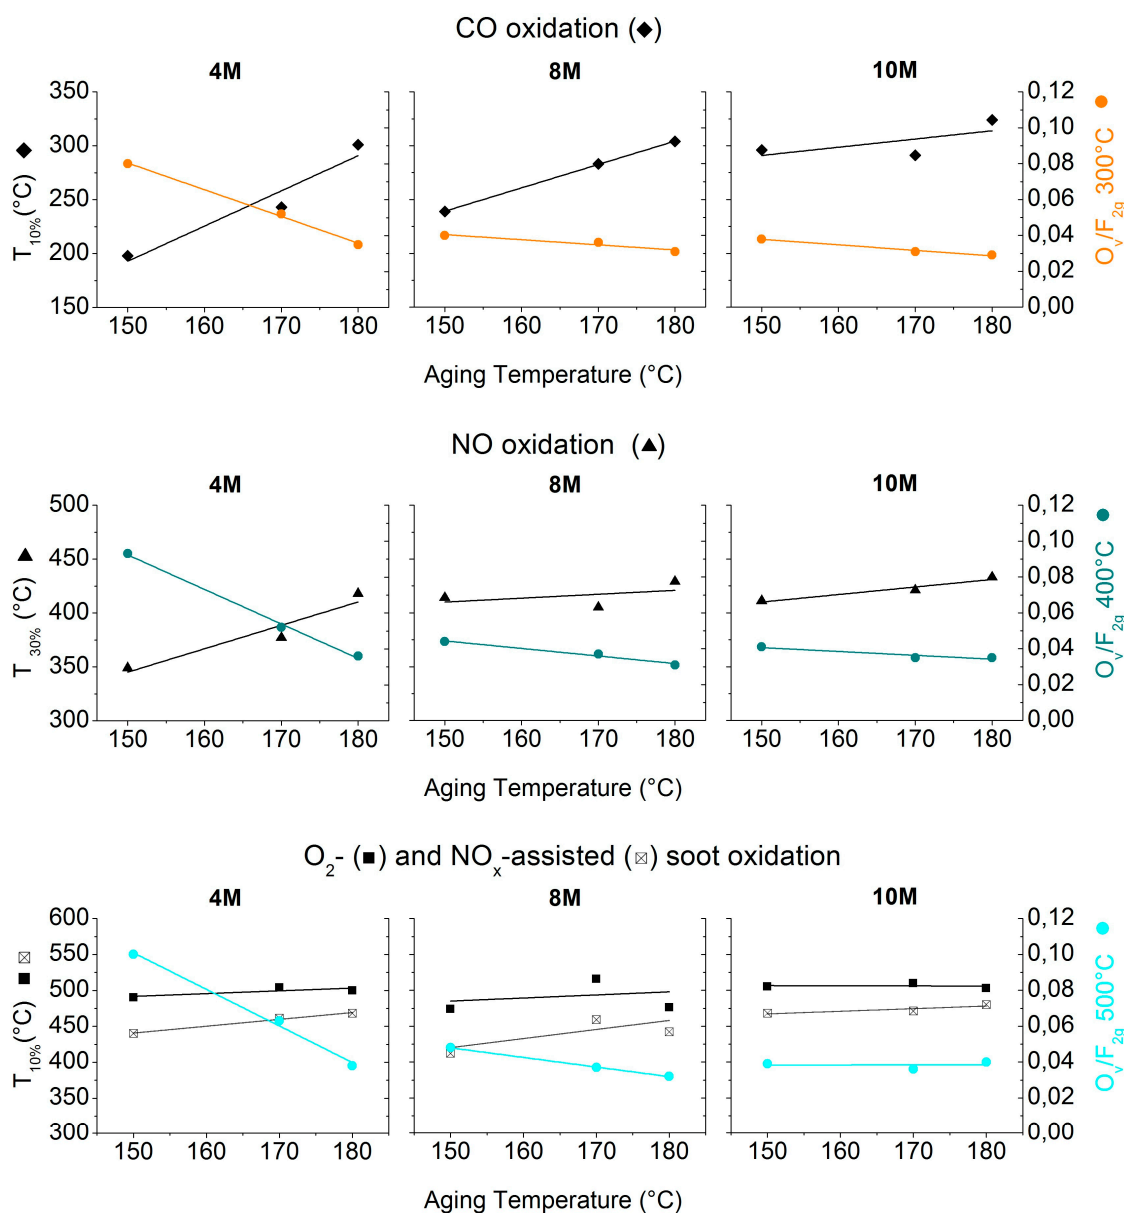 CO oxidation (◆)
4M 8M 10M
T10% (°C) ◆
350
300
250
200
150
0,12
0,10
0,08
0,06
0,04
0,02
0,00
Ov/F2g 300°C ●
150 160 170 180 150 160 170 180 150 160 170 180
Aging Temperature (°C)
NO oxidation (▲)
4M 8M 10M
T30% (°C) ▲
500
450
400
350
300
0,12
0,10
0,08
0,06
0,04
0,02
0,00
Ov/F2g 400°C ●
150 160 170 180 150 160 170 180 150 160 170 180
Aging Temperature (°C)
O2- (■) and NOx-assisted (⊠) soot oxidation
4M 8M 10M
T10% (°C) ■ ⊠
600
550
500
450
400
350
300
0,12
0,10
0,08
0,06
0,04
0,02
0,00
Ov/F2g 500°C ●
150 160 170 180 150 160 170 180 150 160 170 180
Aging Temperature (°C)